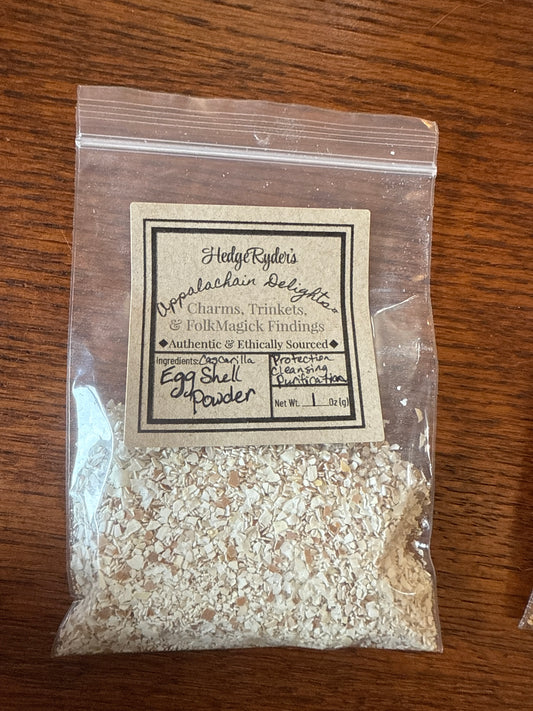 HedgeRyder's
Appalachain Delights
Charms, Trinkets,
& FolkMagick Findings
◆Authentic & Ethically Sourced◆
Ingredients: Cascarilla
Egg Shell
Powder
Protection
Cleansing
Purification
Net Wt. 1 Oz (g)